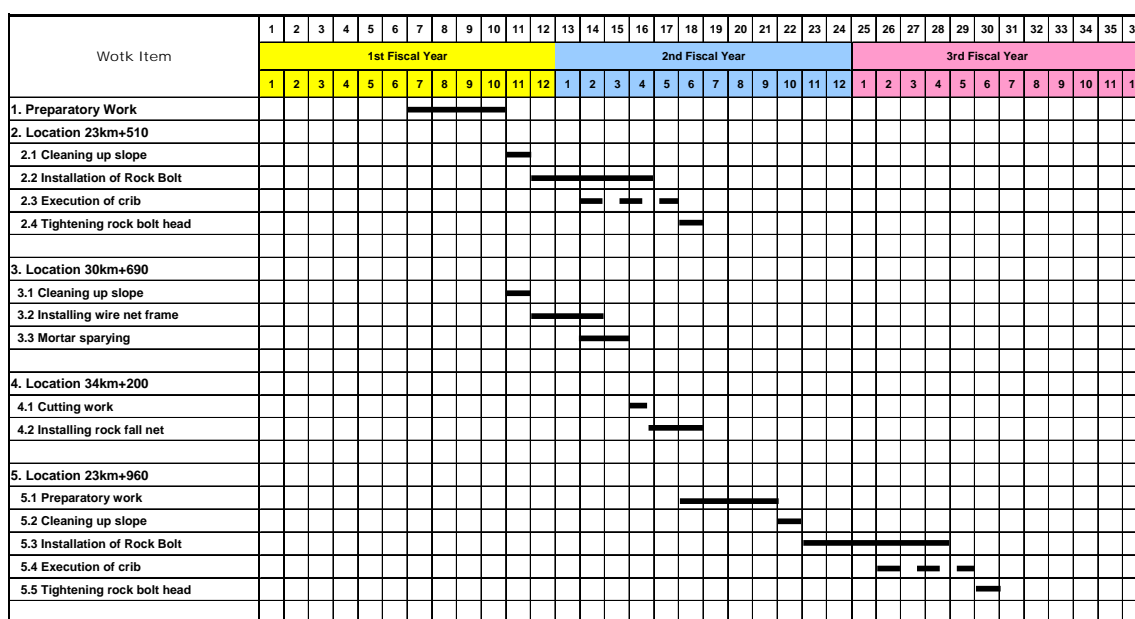 1 2 3 4 5 6 7 8 9 10 11 12 13 14 15 16 17 18 19 20 21 22 23 24 25 26 27 28 29 30 31 32 33 34 35 3
Wotk Item
1st Fiscal Year 2nd Fiscal Year 3rd Fiscal Year
1 2 3 4 5 6 7 8 9 10 11 12 1 2 3 4 5 6 7 8 9 10 11 12 1 2 3 4 5 6 7 8 9 10 11 1
1. Preparatory Work
2. Location 23km+510
2.1 Cleaning up slope
2.2 Installation of Rock Bolt
2.3 Execution of crib
2.4 Tightening rock bolt head
3. Location 30km+690
3.1 Cleaning up slope
3.2 Installing wire net frame
3.3 Mortar sparying
4. Location 34km+200
4.1 Cutting work
4.2 Installing rock fall net
5. Location 23km+960
5.1 Preparatory work
5.2 Cleaning up slope
5.3 Installation of Rock Bolt
5.4 Execution of crib
5.5 Tightening rock bolt head